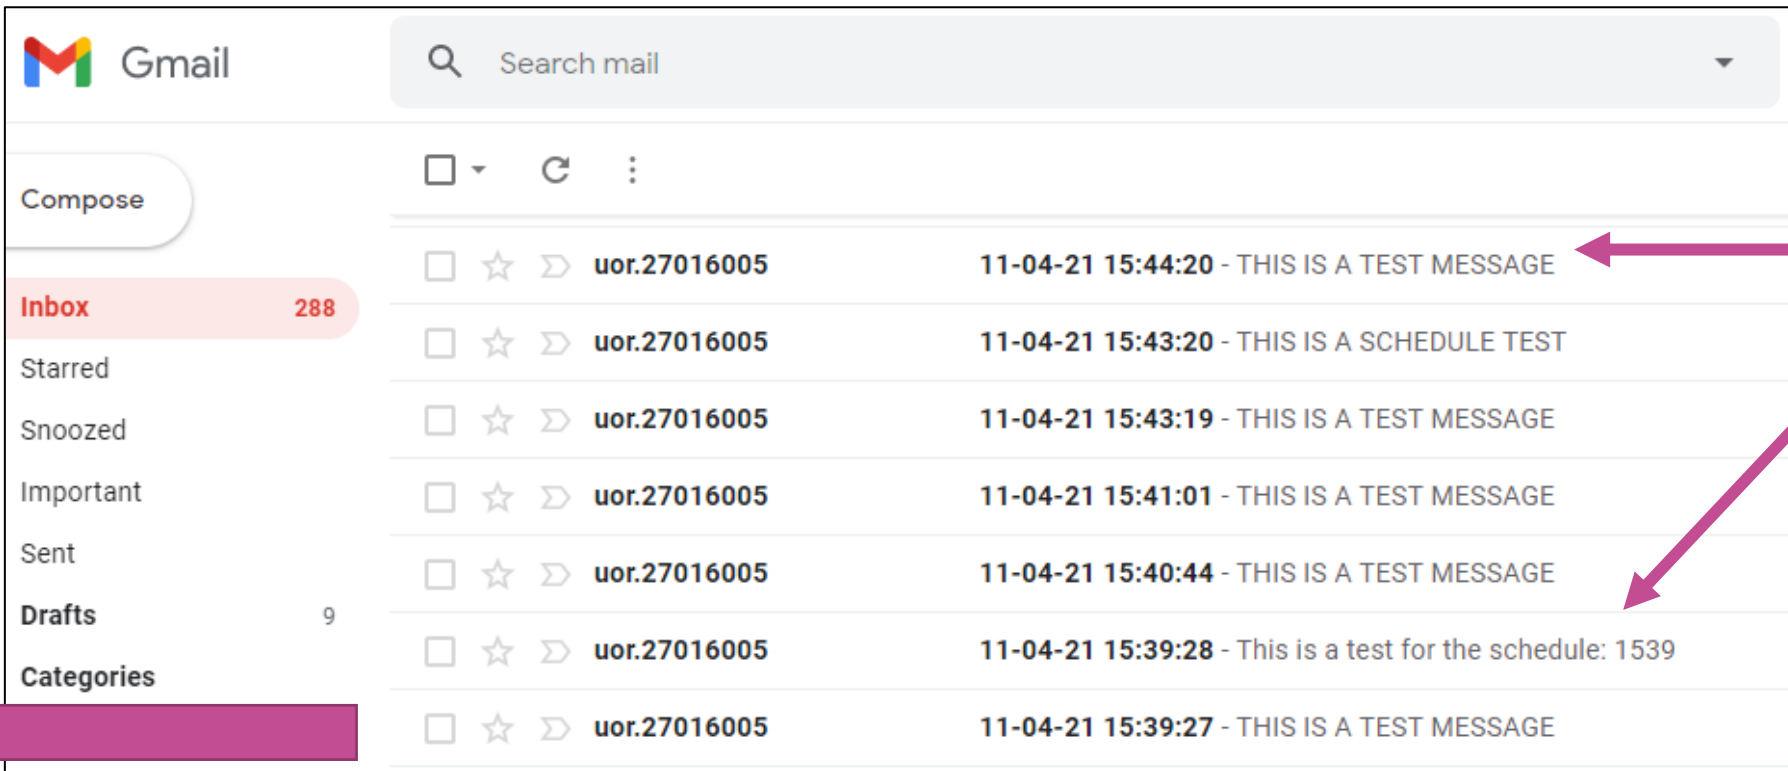 Gmail
Search mail
Compose
Inbox 288
Starred
Snoozed
Important
Sent
Drafts 9
Categories
uor.27016005 11-04-21 15:44:20 - THIS IS A TEST MESSAGE
uor.27016005 11-04-21 15:43:20 - THIS IS A SCHEDULE TEST
uor.27016005 11-04-21 15:43:19 - THIS IS A TEST MESSAGE
uor.27016005 11-04-21 15:41:01 - THIS IS A TEST MESSAGE
uor.27016005 11-04-21 15:40:44 - THIS IS A TEST MESSAGE
uor.27016005 11-04-21 15:39:28 - This is a test for the schedule: 1539
uor.27016005 11-04-21 15:39:27 - THIS IS A TEST MESSAGE